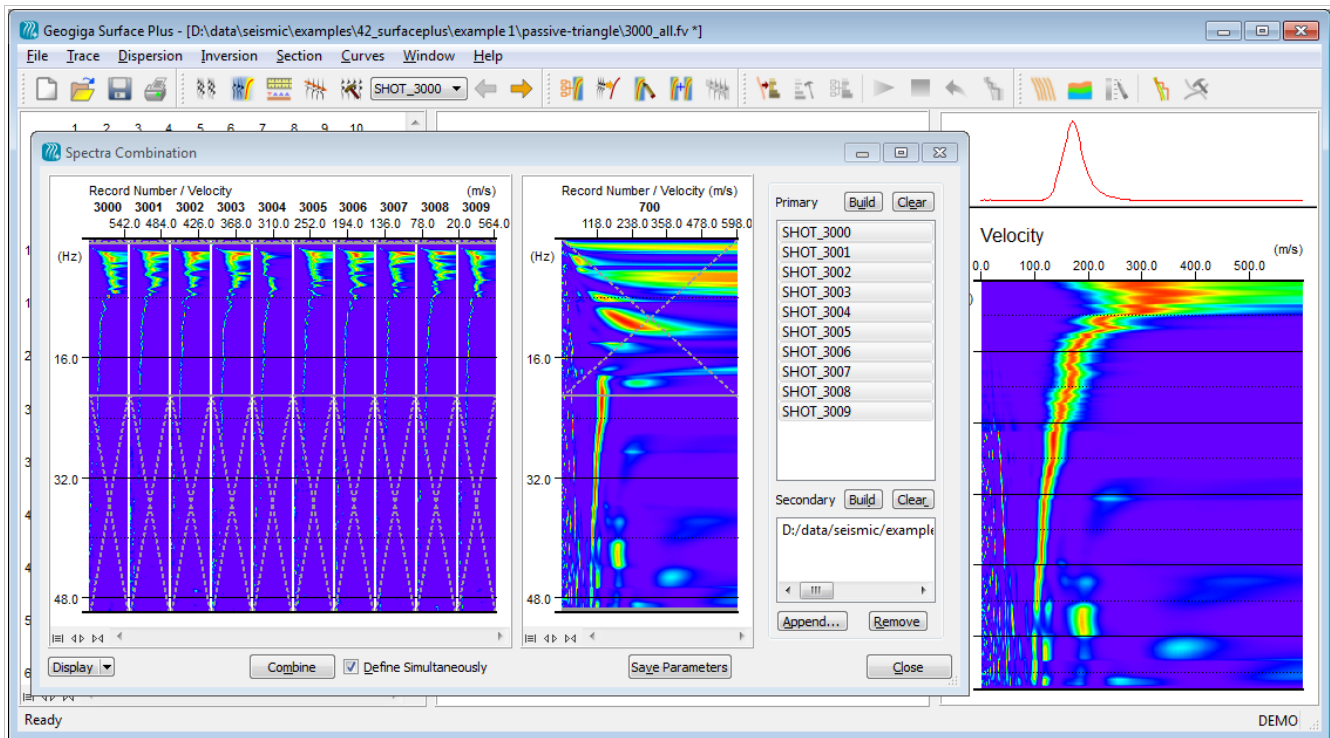 Geogiga Surface Plus - [D:\data\seismic\examples\42_surfaceplus\example 1\passive-triangle\3000_all.fv *]
File Trace Dispersion Inversion Section Curves Window Help
SHOT_3000
1 2 3 4 5 6 7 8 9 10
Spectra Combination
Record Number / Velocity (m/s)
3000 3001 3002 3003 3004 3005 3006 3007 3008 3009
542.0 484.0 426.0 368.0 310.0 252.0 194.0 136.0 78.0 20.0 564.0
(Hz)
16.0
32.0
48.0
Record Number / Velocity (m/s)
700
118.0 238.0 358.0 478.0 598.0
(Hz)
16.0
32.0
48.0
Primary Build Clear
SHOT_3000
SHOT_3001
SHOT_3002
SHOT_3003
SHOT_3004
SHOT_3005
SHOT_3006
SHOT_3007
SHOT_3008
SHOT_3009
Secondary Build Clear
D:/data/seismic/example
Append... Remove
Display Combine Define Simultaneously Save Parameters Close
Velocity
(m/s)
0.0 100.0 200.0 300.0 400.0 500.0
Ready DEMO